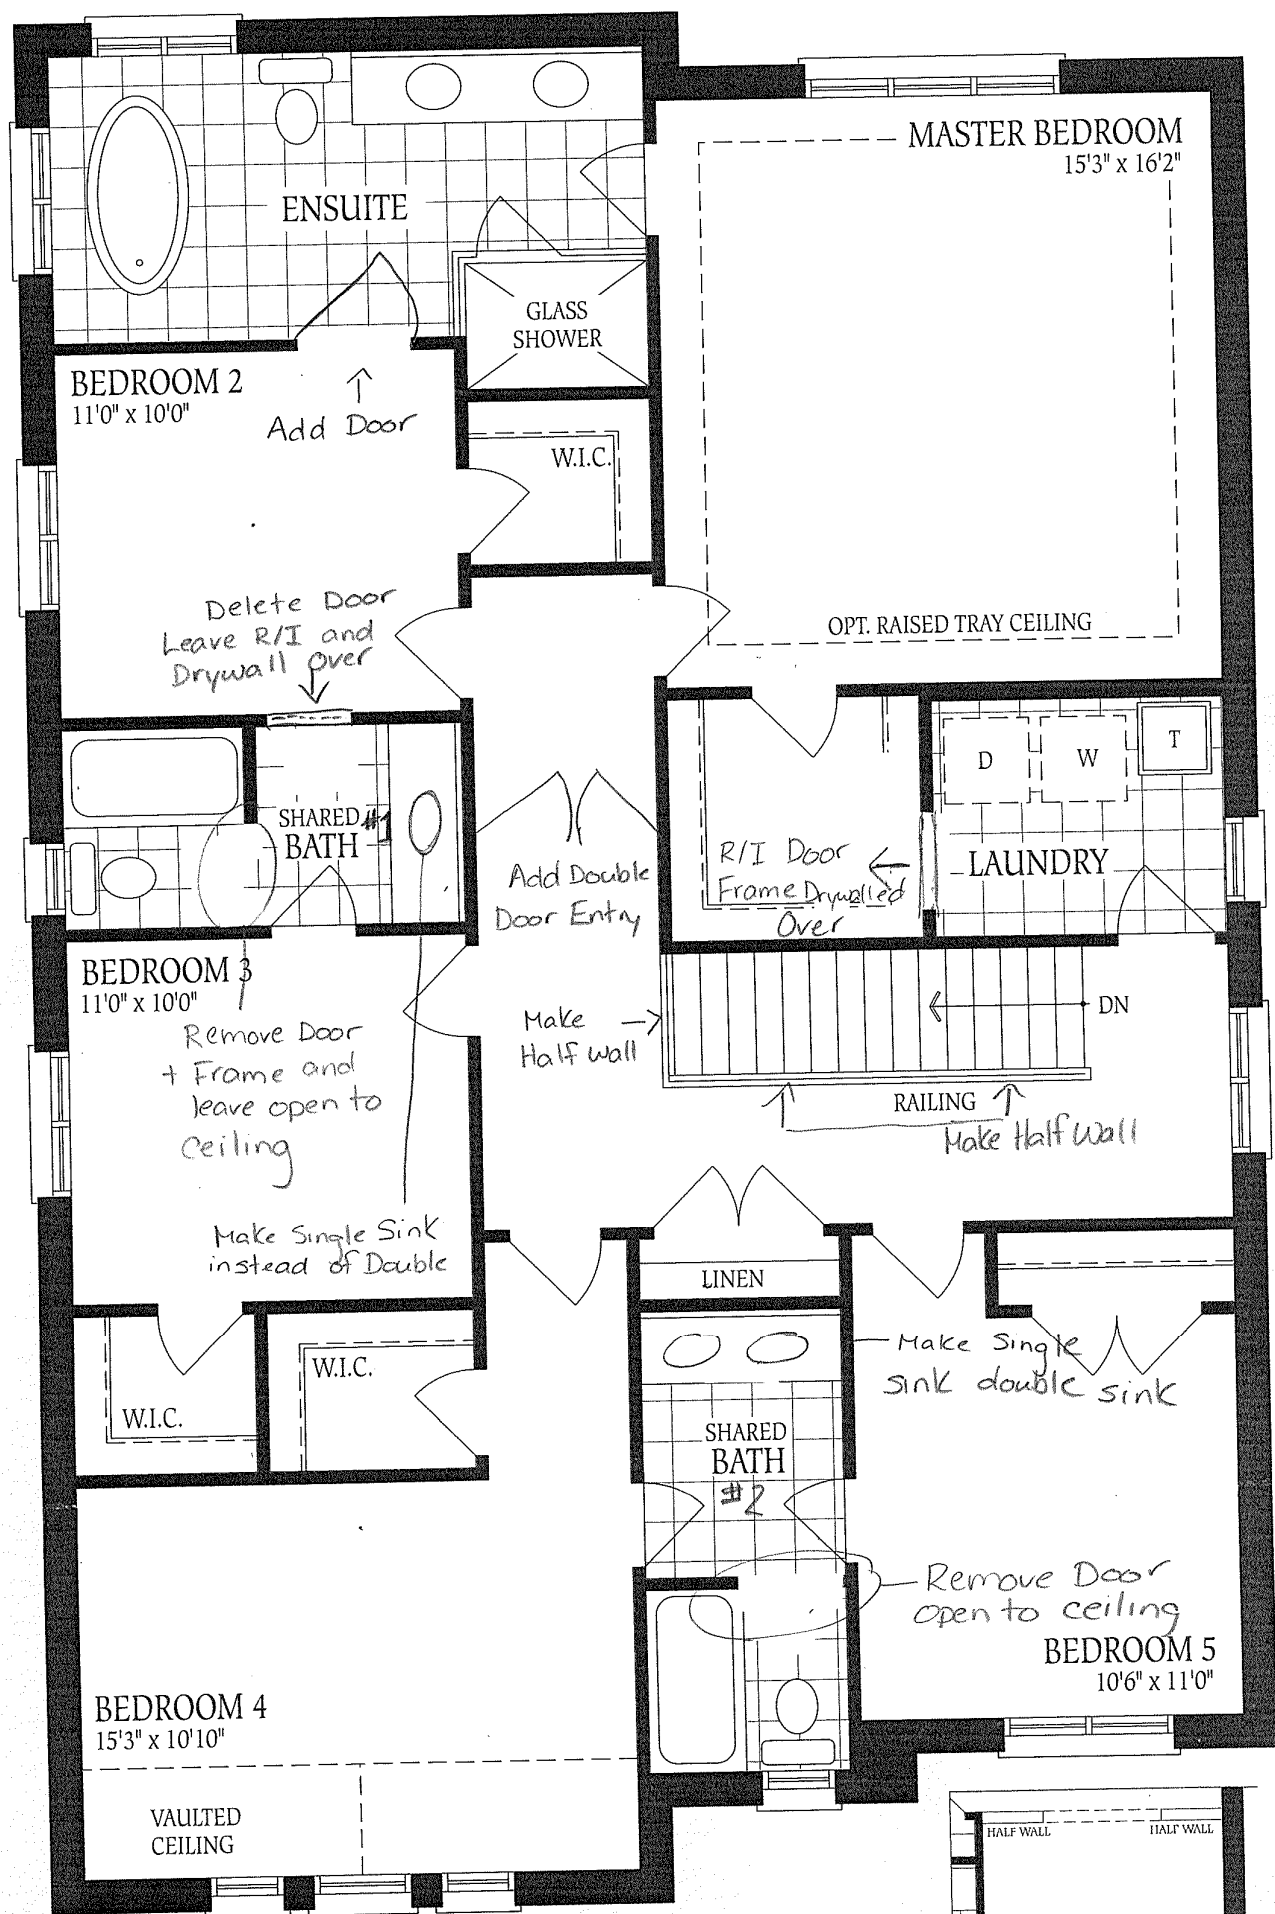 MASTER BEDROOM
15'3" x 16'2"
ENSUITE
GLASS
SHOWER
BEDROOM 2
11'0" x 10'0"
↑
Add Door
W.I.C.
Delete Door
Leave R/I and
Drywall Over
OPT. RAISED TRAY CEILING
D
W
T
SHARED
BATH #1
LAUNDRY
R/I Door
Frame Drywalled
Over
Add Double
Door Entry
BEDROOM 3
11'0" x 10'0"
DN
Make
Half Wall
RAILING
Make Half Wall
Remove Door
+ Frame and
leave open to
Ceiling
Make Single Sink
instead of Double
LINEN
Make Single
sink double sink
W.I.C.
W.I.C.
SHARED
BATH
#2
Remove Door
open to ceiling
BEDROOM 5
10'6" x 11'0"
BEDROOM 4
15'3" x 10'10"
VAULTED
CEILING
HALF WALL
HALF WALL